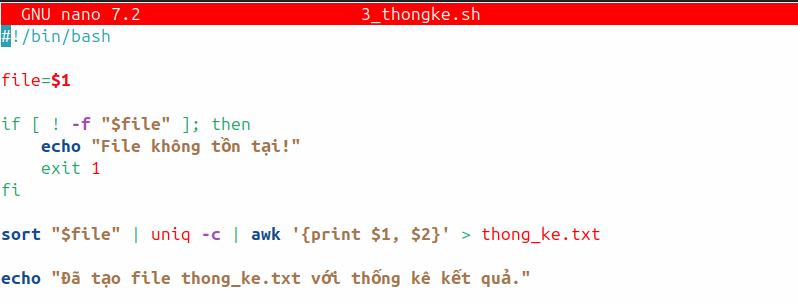 GNU nano 7.2 3_thongke.sh
#!/bin/bash
file=$1
if [ ! -f "$file" ]; then
    echo "File không tồn tại!"
    exit 1
fi
sort "$file" | uniq -c | awk '{print $1, $2}' > thong_ke.txt
echo "Đã tạo file thong_ke.txt với thống kê kết quả."